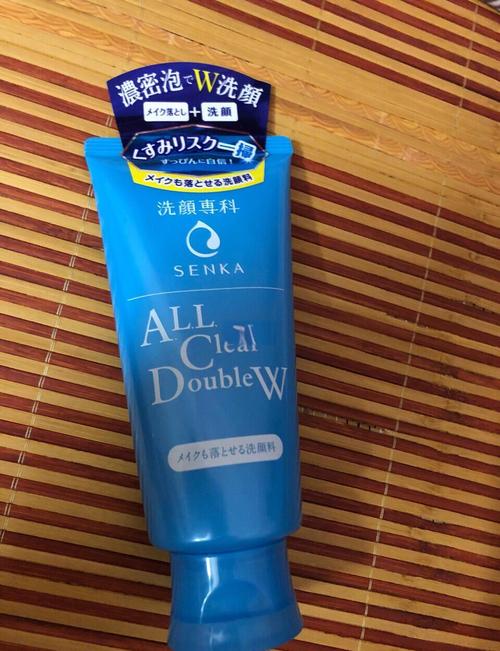 濃密泡でW洗顔
メイク落とし+洗顔
くすみリスク一掃
すっぴんに自信！
メイクも落とせる洗顔料
洗顔専科
SENKA
ALL
Clear
Double W
メイクも落とせる洗顔料